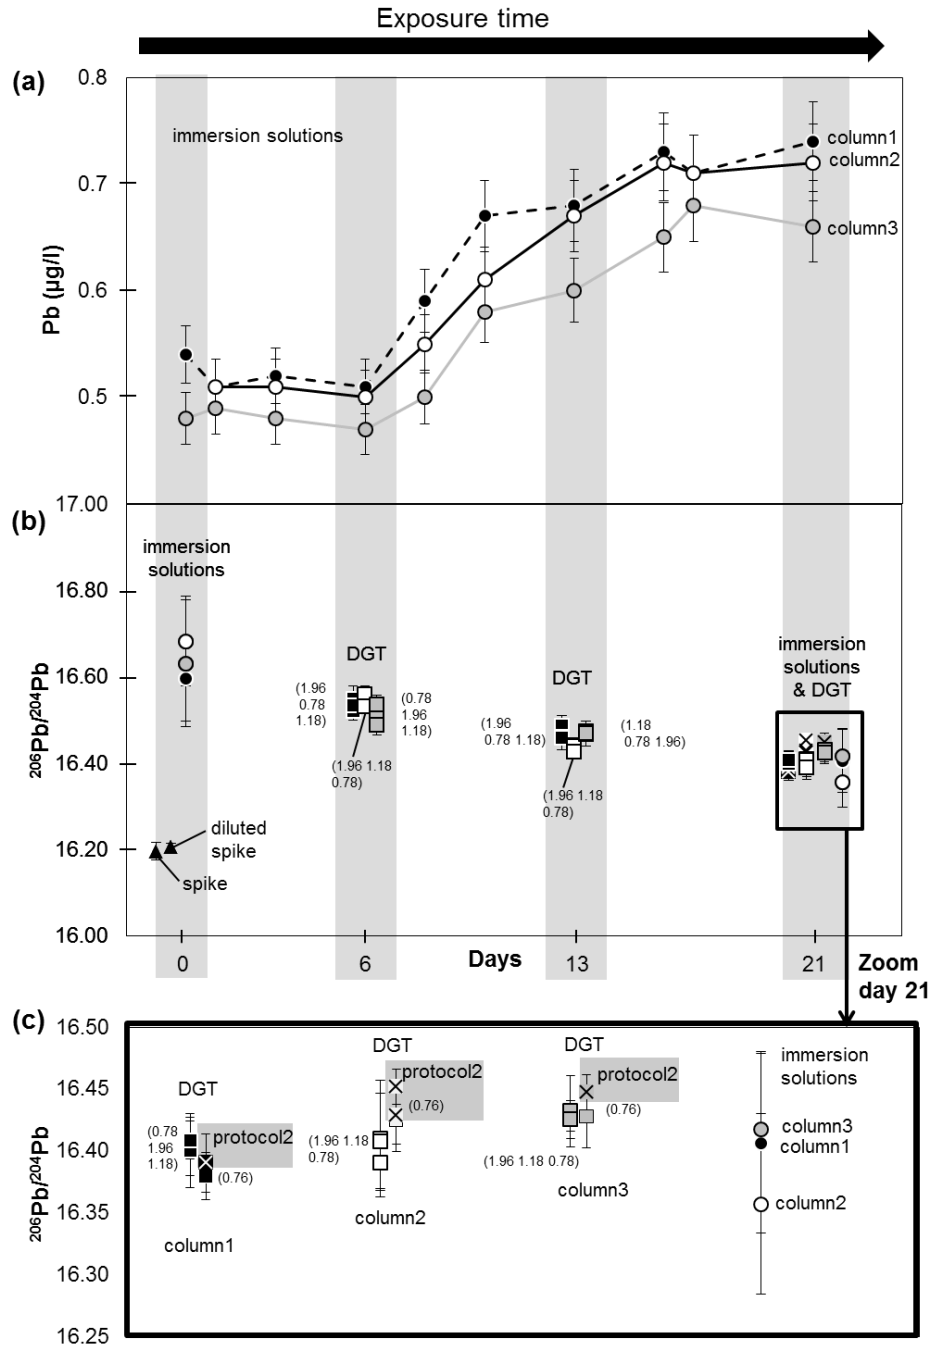 Exposure time
(a)
0.8
immersion solutions
column1
column2
0.7
column3
Pb (µg/l)
0.6
0.5
17.00
(b)
immersion
solutions
16.80
DGT
DGT
immersion
solutions
& DGT
16.60
(1.96
0.78
1.18)
(0.78
1.96
1.18)
(1.96
0.78 1.18)
(1.18
0.78 1.96)
206Pb/204Pb
16.40
(1.96 1.18
0.78)
(1.96 1.18
0.78)
diluted
spike
16.20
spike
16.00
0
6
Days
13
21
Zoom
day 21
(c)
16.50
DGT
DGT
immersion
solutions
16.45
DGT
protocol2
protocol2
(0.76)
(0.76)
column3
column1
(0.78
1.96
1.18)
protocol2
(1.96 1.18
0.78)
(1.96 1.18 0.78)
206Pb/204Pb
16.40
(0.76)
column3
column2
16.35
column2
column1
16.30
16.25